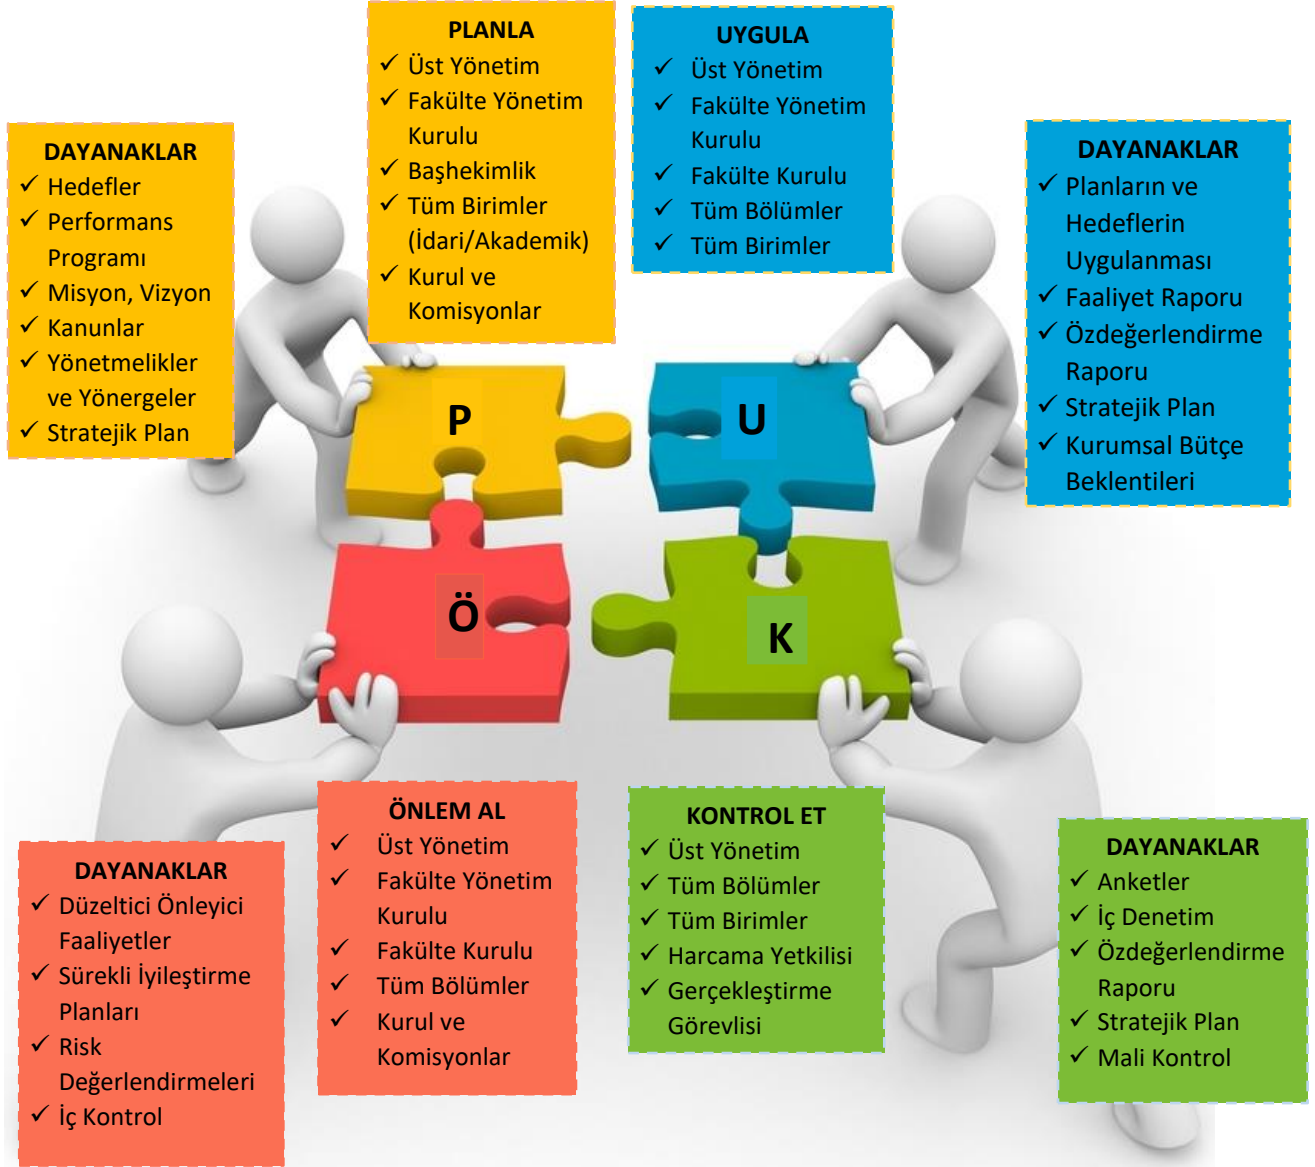 PLANLA
Üst Yönetim
Fakülte Yönetim
Kurulu
Başhekimlik
Tüm Birimler
(İdari/Akademik)
Kurul ve
Komisyonlar
UYGULA
Üst Yönetim
Fakülte Yönetim
Kurulu
Fakülte Kurulu
Tüm Bölümler
Tüm Birimler
DAYANAKLAR
Hedefler
Performans
Programı
Misyon, Vizyon
Kanunlar
Yönetmelikler
ve Yönergeler
Stratejik Plan
DAYANAKLAR
Planların ve
Hedeflerin
Uygulanması
Faaliyet Raporu
Özdeğerlendirme
Raporu
Stratejik Plan
Kurumsal Bütçe
Beklentileri
P
U
Ö
K
DAYANAKLAR
Düzeltici Önleyici
Faaliyetler
Sürekli İyileştirme
Planları
Risk
Değerlendirmeleri
İç Kontrol
ÖNLEM AL
Üst Yönetim
Fakülte Yönetim
Kurulu
Fakülte Kurulu
Tüm Bölümler
Kurul ve
Komisyonlar
KONTROL ET
Üst Yönetim
Tüm Bölümler
Tüm Birimler
Harcama Yetkilisi
Gerçekleştirme
Görevlisi
DAYANAKLAR
Anketler
İç Denetim
Özdeğerlendirme
Raporu
Stratejik Plan
Mali Kontrol